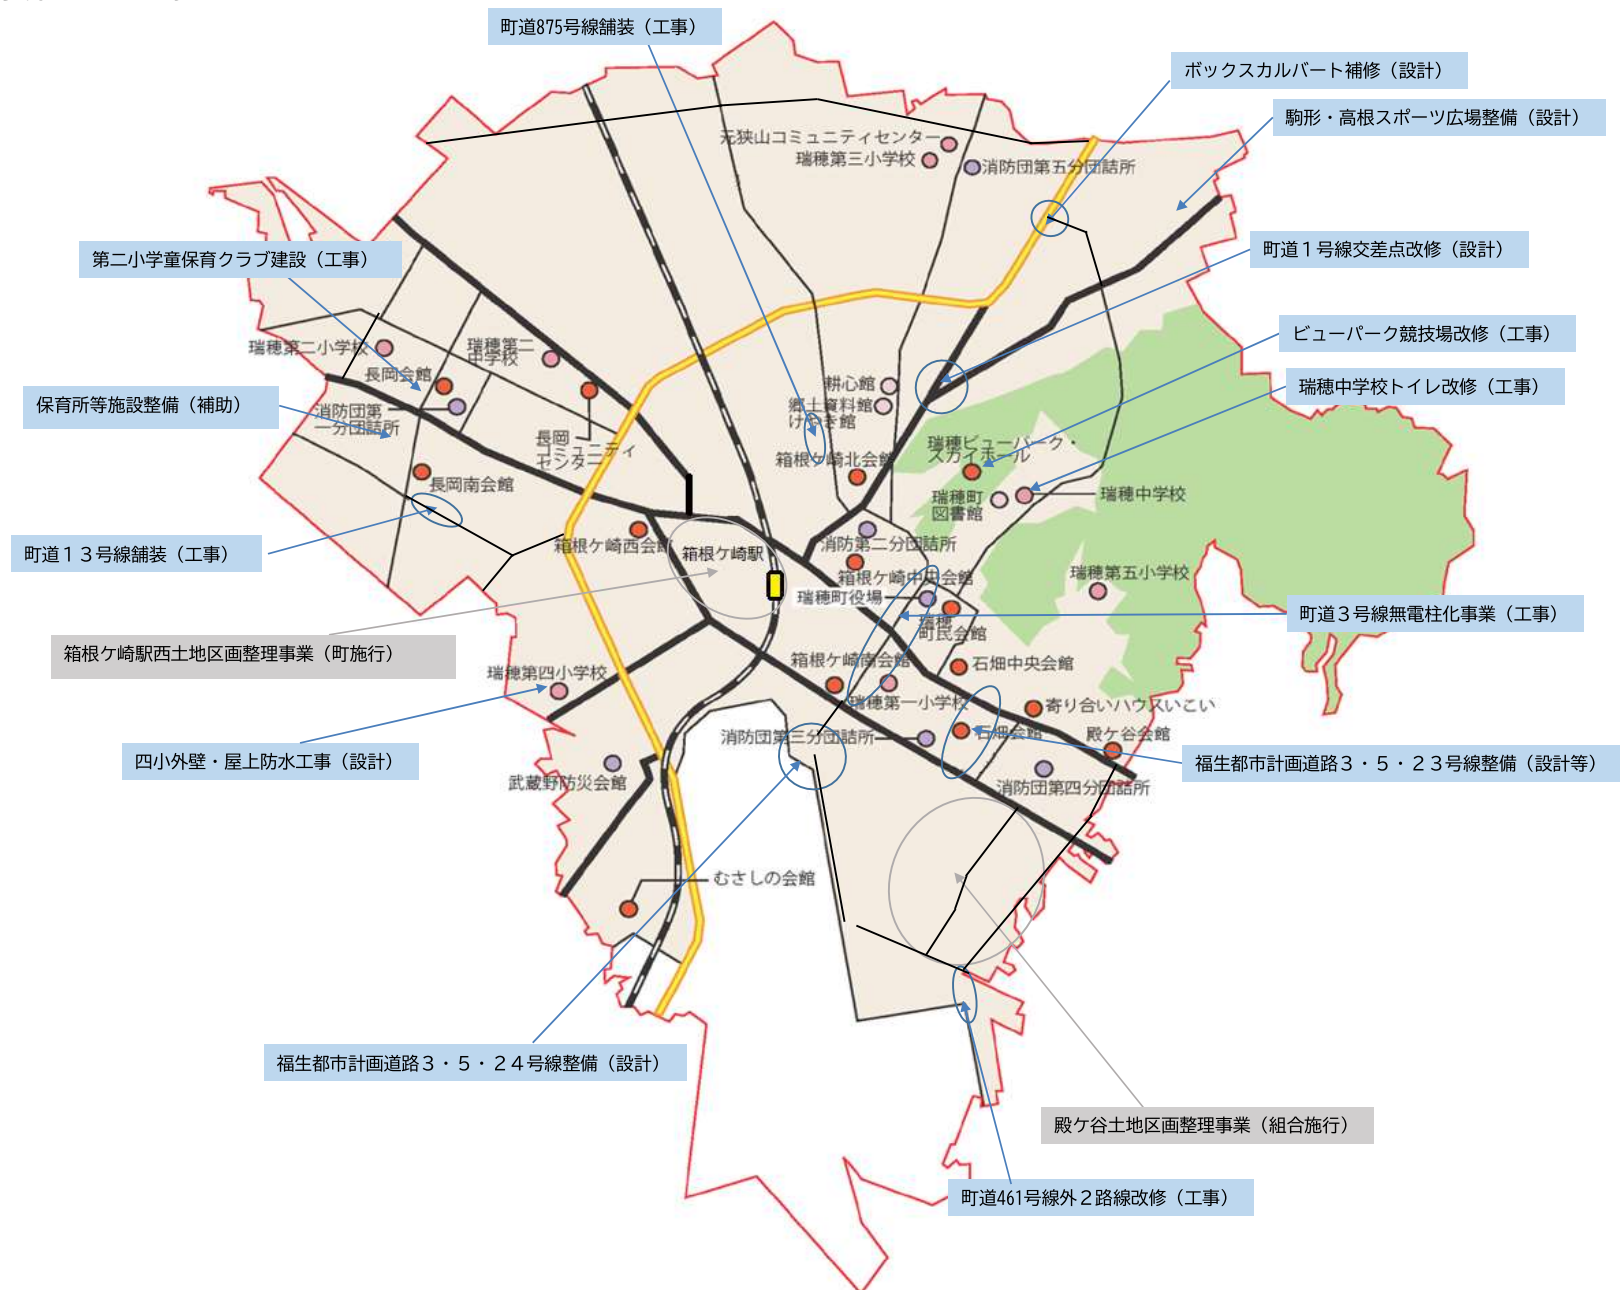 町道875号線舗装（工事）
ボックスカルバート補修（設計）
駒形・高根スポーツ広場整備（設計）
元狭山コミュニティセンター
瑞穂第三小学校
消防団第五分団詰所
町道１号線交差点改修（設計）
第二小学童保育クラブ建設（工事）
ビューパーク競技場改修（工事）
瑞穂第二小学校
瑞穂第二
中学校
長岡会館
耕心館
瑞穂中学校トイレ改修（工事）
保育所等施設整備（補助）
消防団第
一分団詰所
郷土資料館
けやき館
長岡
コミュニティ
センター
箱根ケ崎北会館
瑞穂ビューパーク・
スカイホール
長岡南会館
瑞穂町
図書館
瑞穂中学校
町道１３号線舗装（工事）
箱根ケ崎西会館
箱根ケ崎駅
消防第二分団詰所
箱根ケ崎中央会館
瑞穂第五小学校
瑞穂町役場
町道３号線無電柱化事業（工事）
瑞穂
町民会館
箱根ケ崎駅西土地区画整理事業（町施行）
瑞穂第四小学校
箱根ケ崎南会館
石畑中央会館
瑞穂第一小学校
寄り合いハウスいこい
消防団第三分団詰所
石畑会館
殿ケ谷会館
四小外壁・屋上防水工事（設計）
福生都市計画道路３・５・２３号線整備（設計等）
武蔵野防災会館
消防団第四分団詰所
むさしの会館
福生都市計画道路３・５・２４号線整備（設計）
殿ケ谷土地区画整理事業（組合施行）
町道461号線外２路線改修（工事）